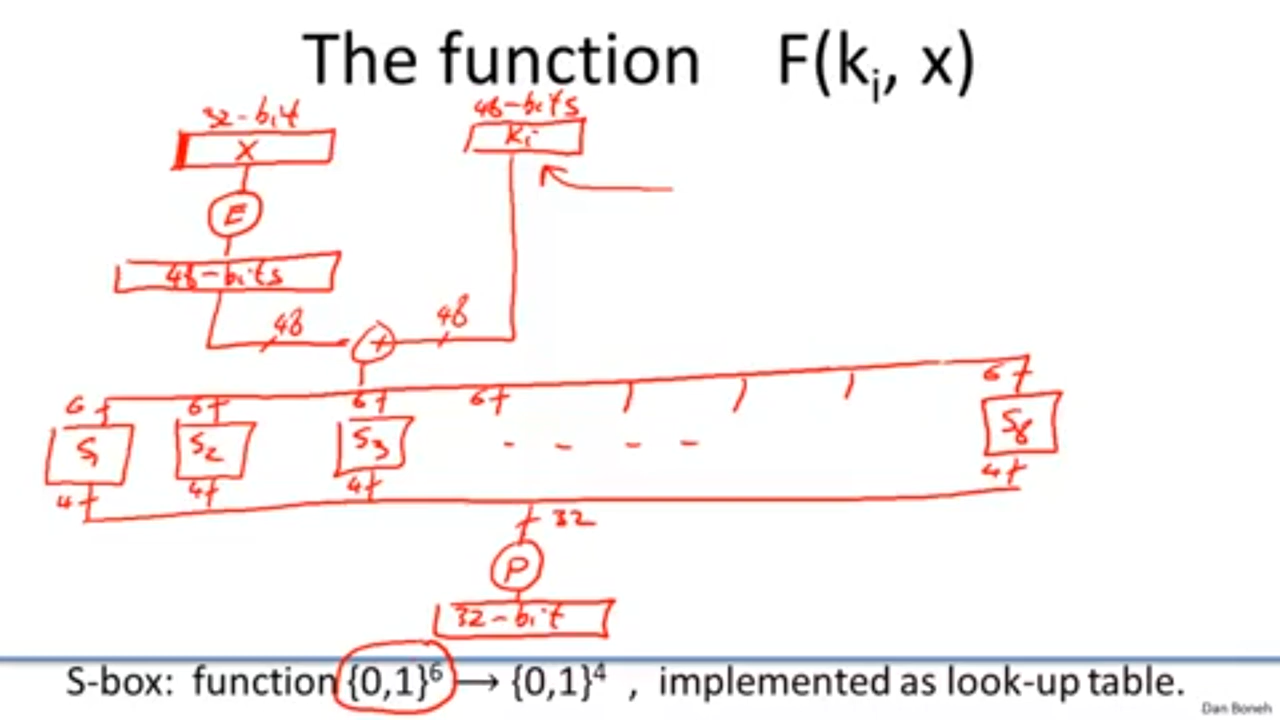 The function F(kᵢ, x)
32-bit 48-bits
X Ki
E
48-bits
48 + 48
6 6 6 6 6
S1 S2 S3 - - - - S8
4 4 4 4
32
P
32-bit
S-box: function {0,1}⁶ → {0,1}⁴ , implemented as look-up table.
Dan Boneh